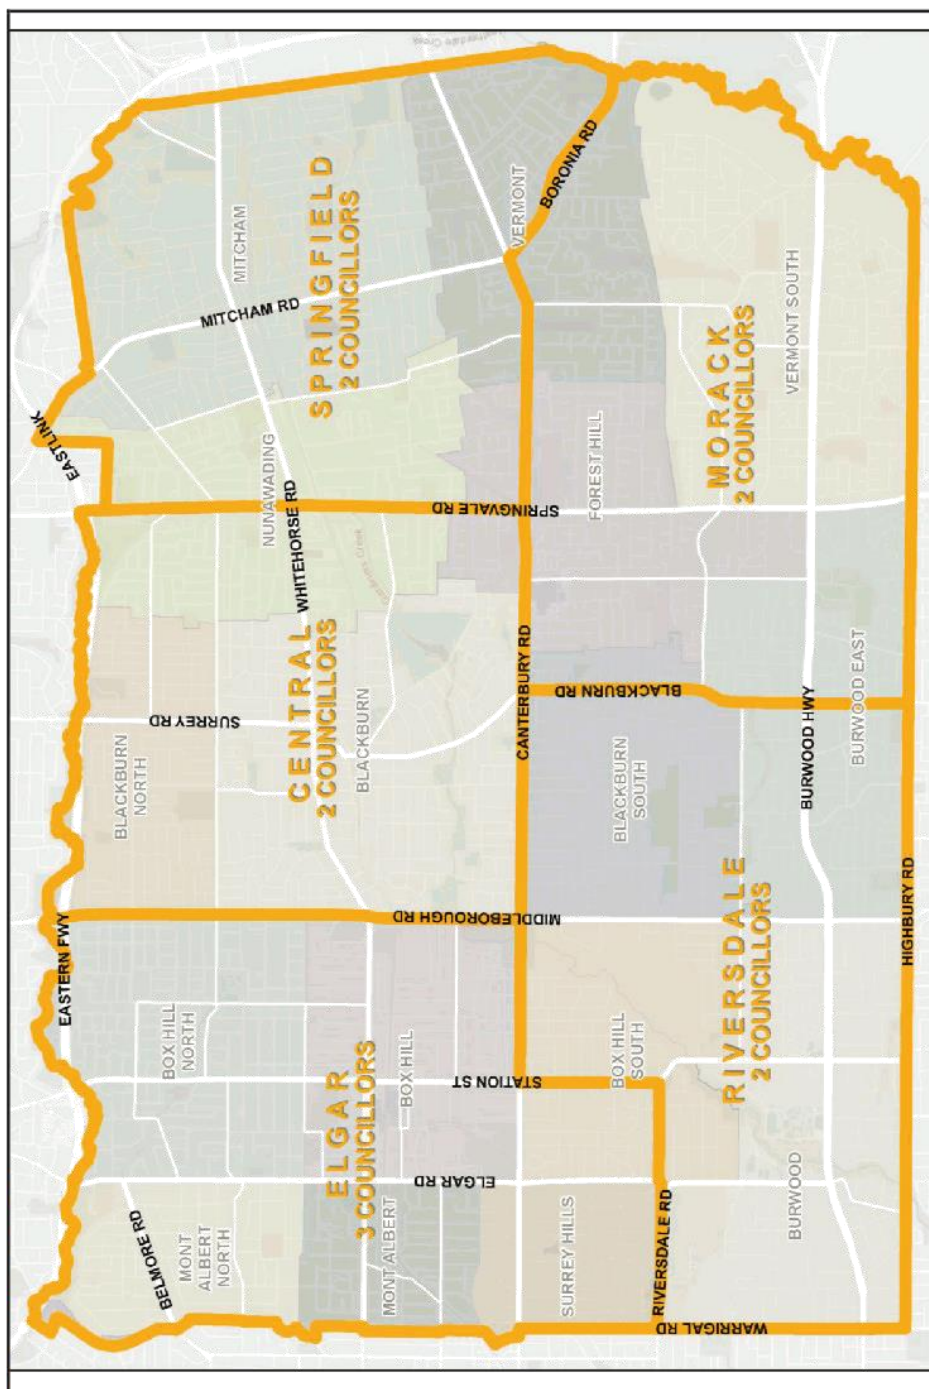 EASTERN FWY
EASTLINK
BELMORE RD
MONT
ALBERT
NORTH
BOX HILL
NORTH
BLACKBURN
NORTH
SURREY RD
NUNAWADING
MITCHAM
MITCHAM RD
WHITEHORSE RD
ELGAR
3 COUNCILLORS
CENTRAL
2 COUNCILLORS
SPRINGFIELD
2 COUNCILLORS
MONT ALBERT
ELGAR RD
BOX HILL
MIDDLEBOROUGH RD
BLACKBURN
SPRINGVALE RD
STATION ST
CANTERBURY RD
VERMONT
BORONIA RD
SURREY HILLS
BOX HILL
SOUTH
BLACKBURN
SOUTH
BLACKBURN RD
FOREST HILL
RIVERSDALE RD
WARRIGAL RD
RIVERSDALE
2 COUNCILLORS
MORACK
2 COUNCILLORS
BURWOOD
BURWOOD HWY
VERMONT SOUTH
BURWOOD EAST
HIGHBURY RD